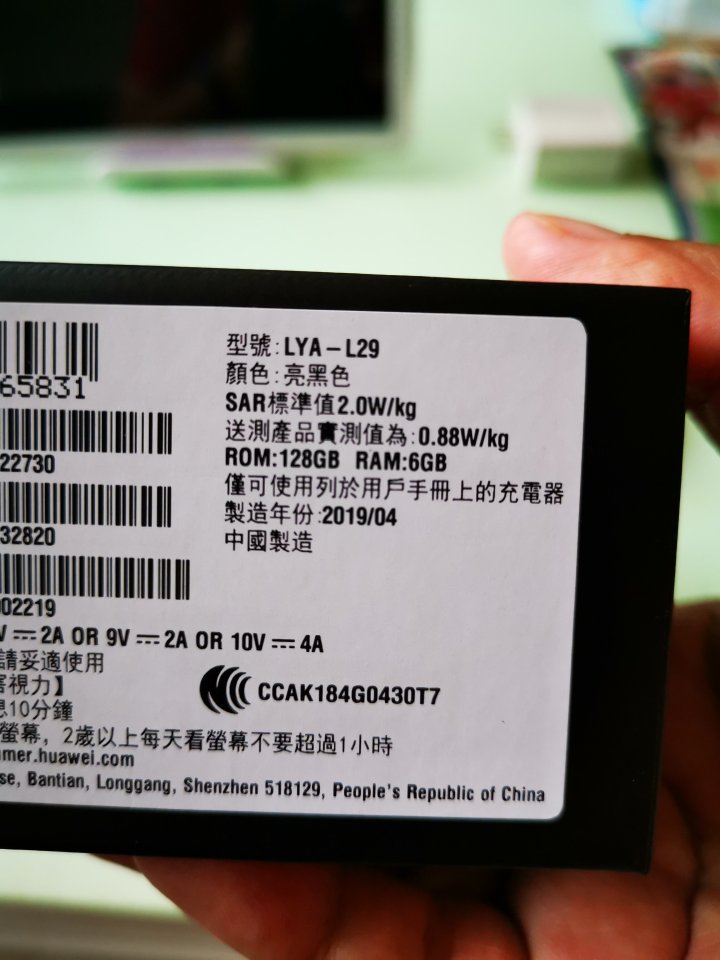 65831
22730
32820
02219
型號:LYA-L29
顏色:亮黑色
SAR標準值2.0W/kg
送測產品實測值為:0.88W/kg
ROM:128GB RAM:6GB
僅可使用列於用戶手冊上的充電器
製造年份:2019/04
中國製造
V ⎓ 2A OR 9V ⎓ 2A OR 10V ⎓ 4A
請妥適使用
害視力】
息10分鐘
CCAK184G0430T7
螢幕，2歲以上每天看螢幕不要超過1小時
mer.huawei.com
se, Bantian, Longgang, Shenzhen 518129, People's Republic of China